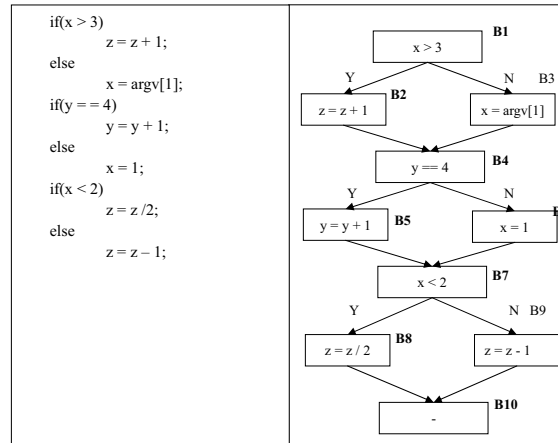 if(x > 3)
z = z + 1;
else
x = argv[1];
if(y = = 4)
y = y + 1;
else
x = 1;
if(x < 2)
z = z /2;
else
z = z – 1;
B1
x > 3
Y
N
B3
B2
z = z + 1
x = argv[1]
B4
y == 4
Y
N
B5
y = y + 1
x = 1
B7
x < 2
Y
N
B9
B8
z = z / 2
z = z - 1
B10
-